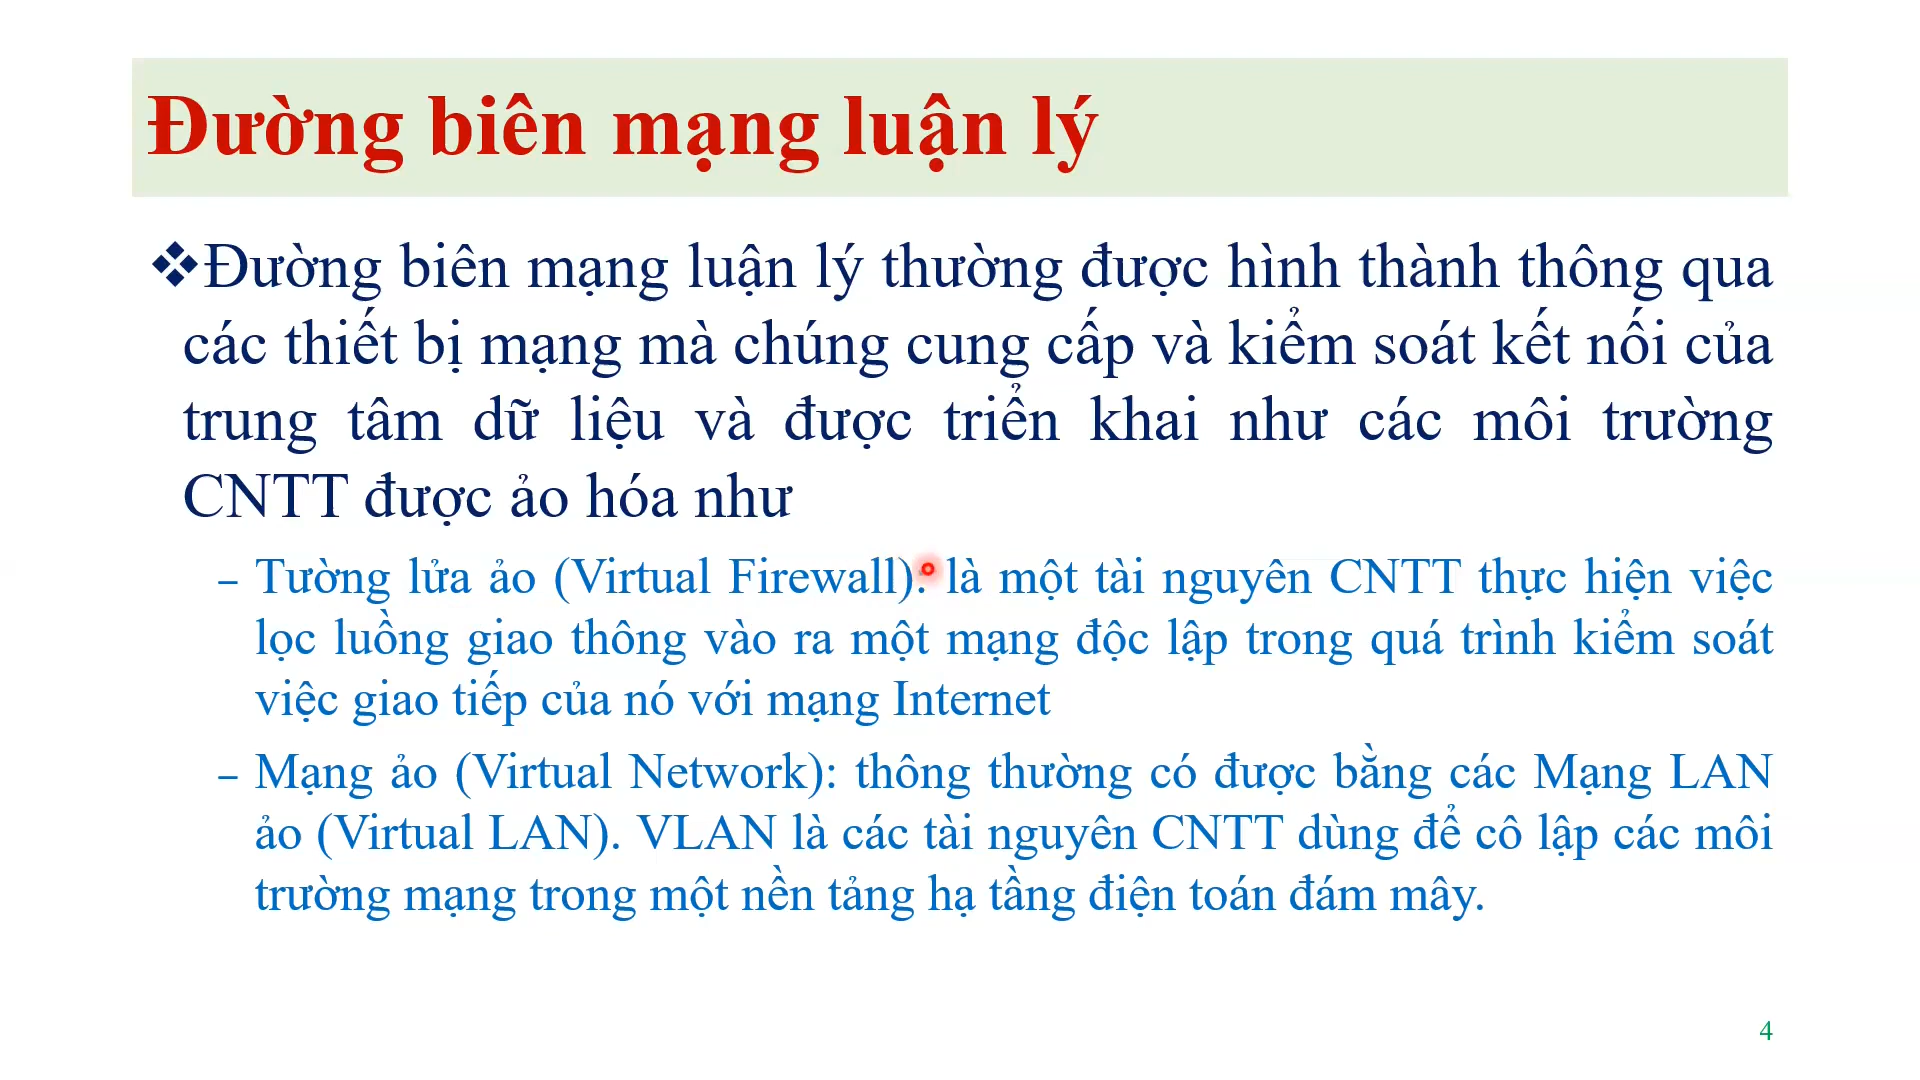 Đường biên mạng luận lý
❖Đường biên mạng luận lý thường được hình thành thông qua
các thiết bị mạng mà chúng cung cấp và kiểm soát kết nối của
trung tâm dữ liệu và được triển khai như các môi trường
CNTT được ảo hóa như
– Tường lửa ảo (Virtual Firewall): là một tài nguyên CNTT thực hiện việc
lọc luồng giao thông vào ra một mạng độc lập trong quá trình kiểm soát
việc giao tiếp của nó với mạng Internet
– Mạng ảo (Virtual Network): thông thường có được bằng các Mạng LAN
ảo (Virtual LAN). VLAN là các tài nguyên CNTT dùng để cô lập các môi
trường mạng trong một nền tảng hạ tầng điện toán đám mây.
4